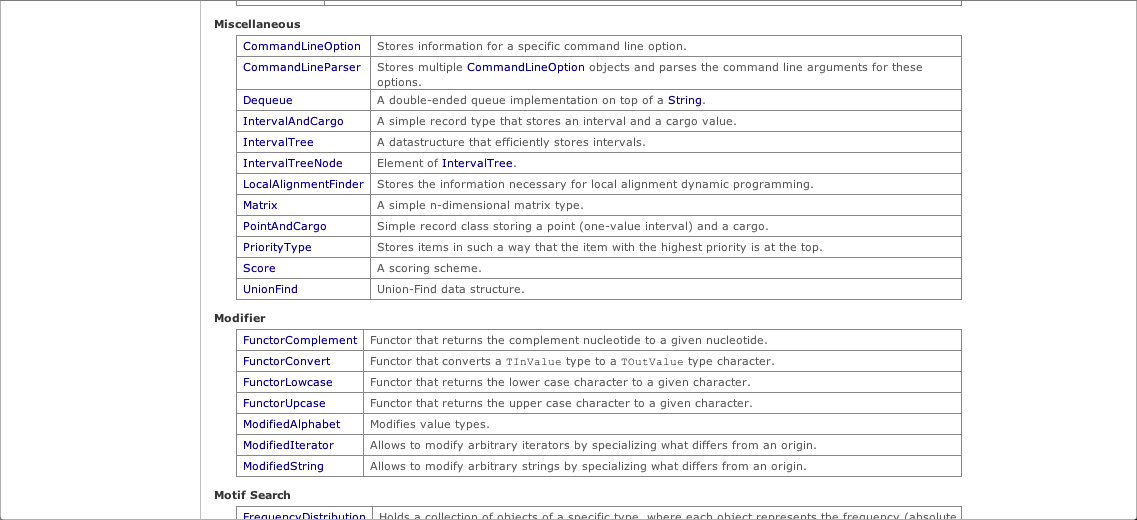 Miscellaneous
CommandLineOption Stores information for a specific command line option.
CommandLineParser Stores multiple CommandLineOption objects and parses the command line arguments for these
options.
Dequeue A double-ended queue implementation on top of a String.
IntervalAndCargo A simple record type that stores an interval and a cargo value.
IntervalTree A datastructure that efficiently stores intervals.
IntervalTreeNode Element of IntervalTree.
LocalAlignmentFinder Stores the information necessary for local alignment dynamic programming.
Matrix A simple n-dimensional matrix type.
PointAndCargo Simple record class storing a point (one-value interval) and a cargo.
PriorityType Stores items in such a way that the item with the highest priority is at the top.
Score A scoring scheme.
UnionFind Union-Find data structure.
Modifier
FunctorComplement Functor that returns the complement nucleotide to a given nucleotide.
FunctorConvert Functor that converts a TInValue type to a TOutValue type character.
FunctorLowcase Functor that returns the lower case character to a given character.
FunctorUpcase Functor that returns the upper case character to a given character.
ModifiedAlphabet Modifies value types.
ModifiedIterator Allows to modify arbitrary iterators by specializing what differs from an origin.
ModifiedString Allows to modify arbitrary strings by specializing what differs from an origin.
Motif Search
FrequencyDistribution Holds a collection of objects of a specific type, where each object represents the frequency (absolute